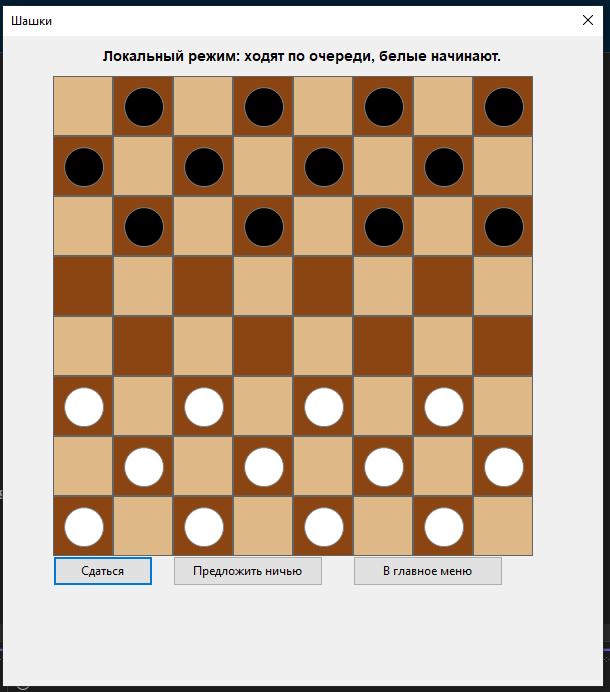 Шашки
Локальный режим: ходят по очереди, белые начинают.
Сдаться
Предложить ничью
В главное меню